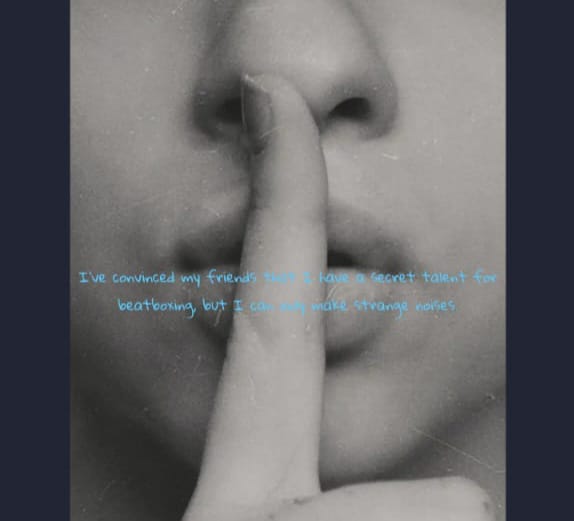 I've convinced my friends that I have a secret talent for
beatboxing, but I can only make strange noises